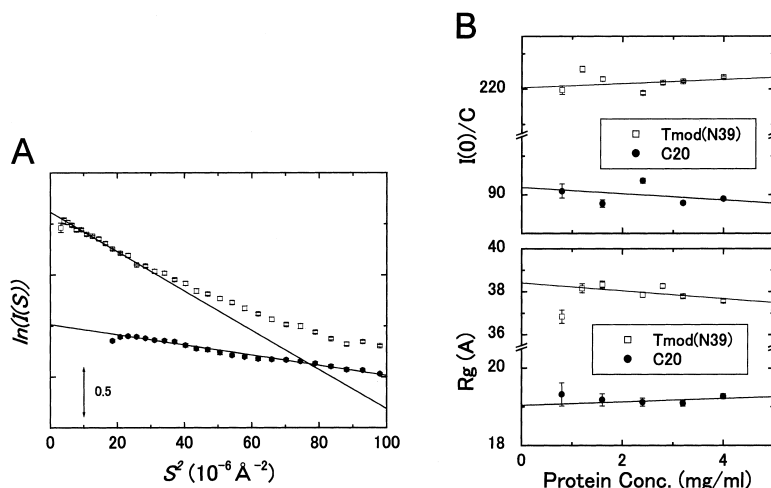 A
ln(I(S))
0.5
0 20 40 60 80 100
S² (10⁻⁶ Å⁻²)
B
I(0)/C
220
90
Tmod(N39)
C20
Rg (A)
40
38
36
20
18
Tmod(N39)
C20
0 2 4
Protein Conc. (mg/ml)